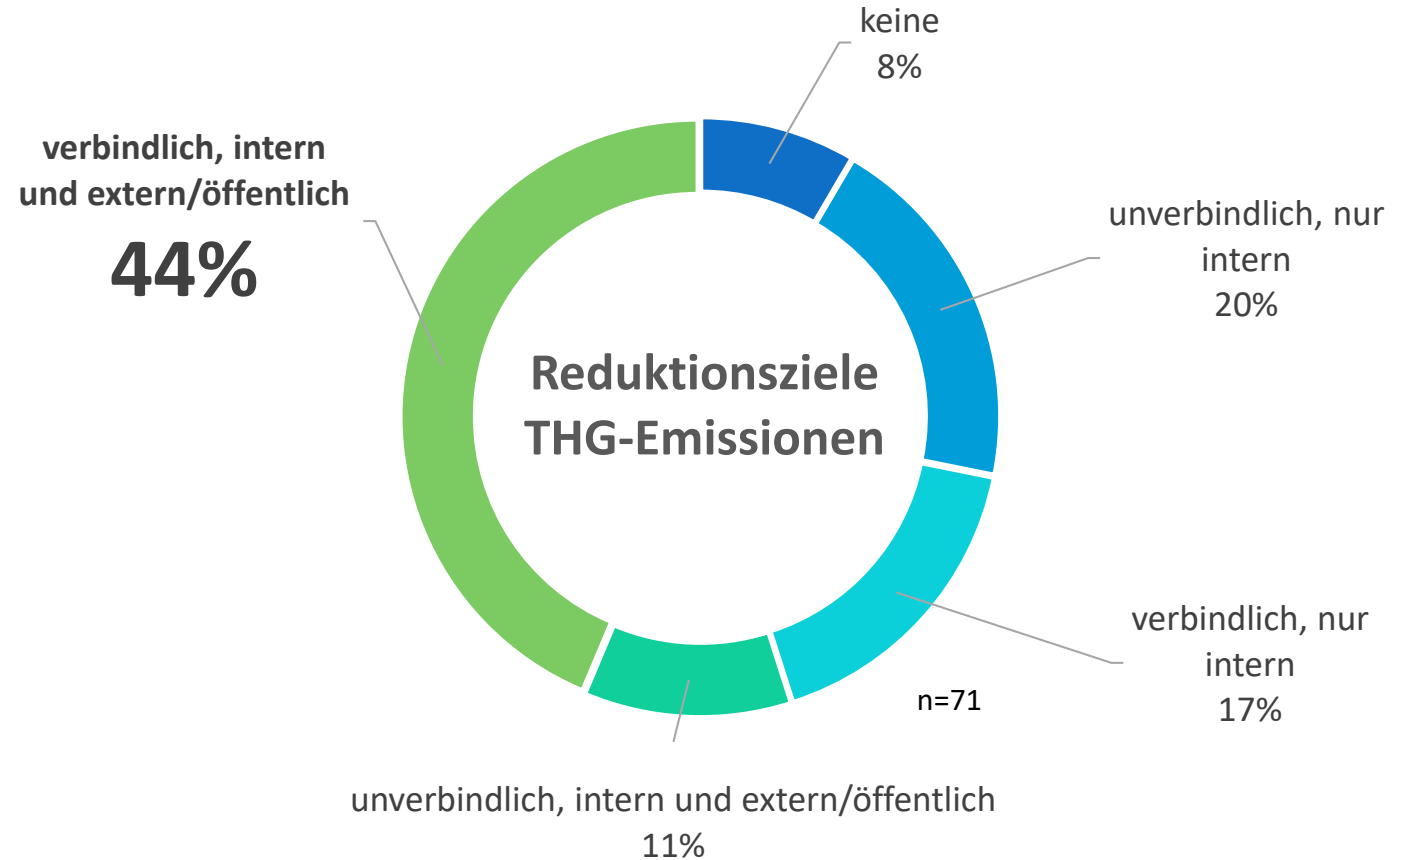 keine
8%
verbindlich, intern
und extern/öffentlich
44%
unverbindlich, nur
intern
20%
Reduktionsziele
THG-Emissionen
verbindlich, nur
intern
17%
n=71
unverbindlich, intern und extern/öffentlich
11%